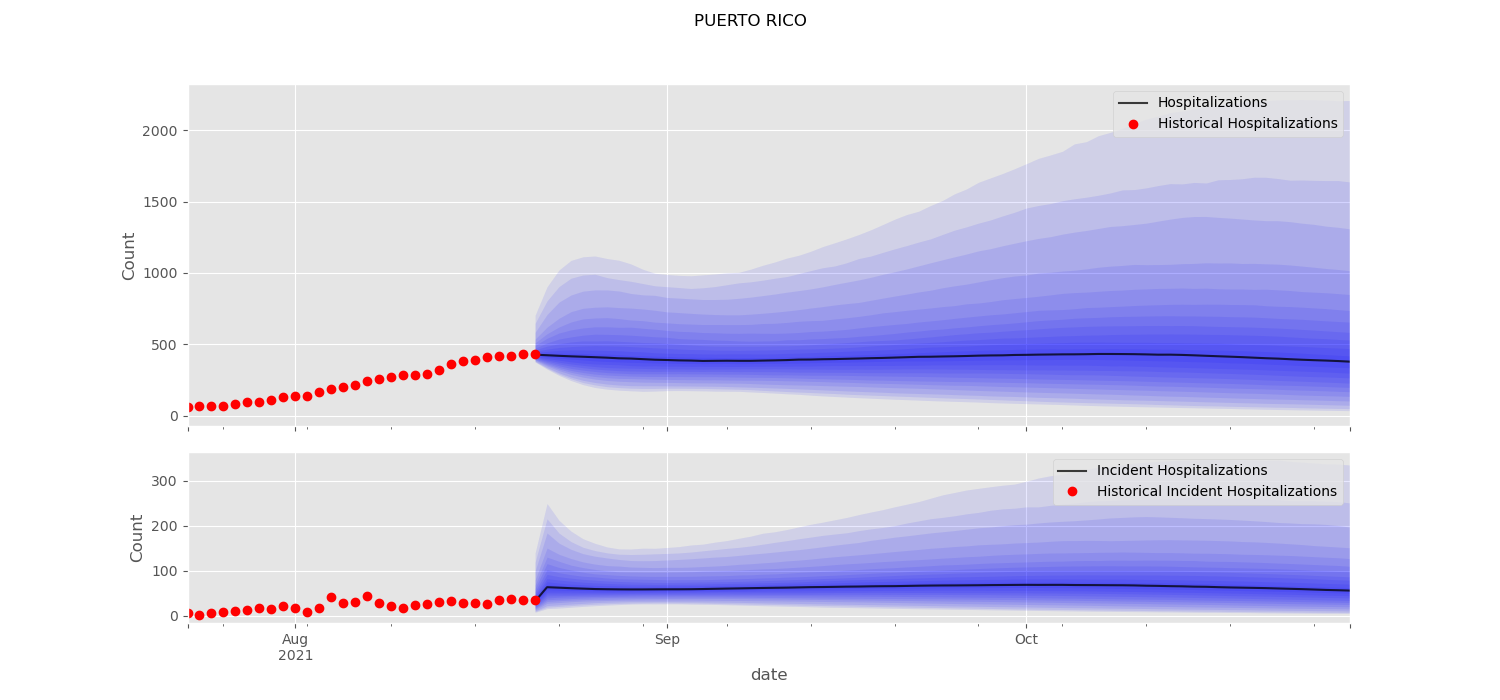 PUERTO RICO
Hospitalizations
Historical Hospitalizations
2000
1500
1000
500
0
Count
Incident Hospitalizations
Historical Incident Hospitalizations
300
200
100
0
Count
Aug
2021
Sep
Oct
date